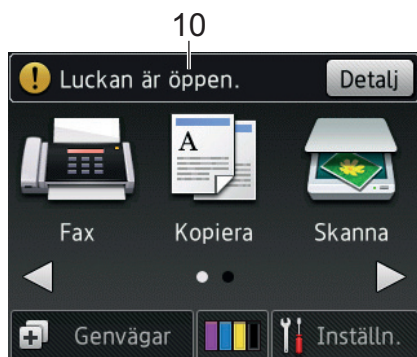 10
Luckan är öppen.
Detalj
A
Fax
Kopiera
Skanna
Genvägar
Inställn.